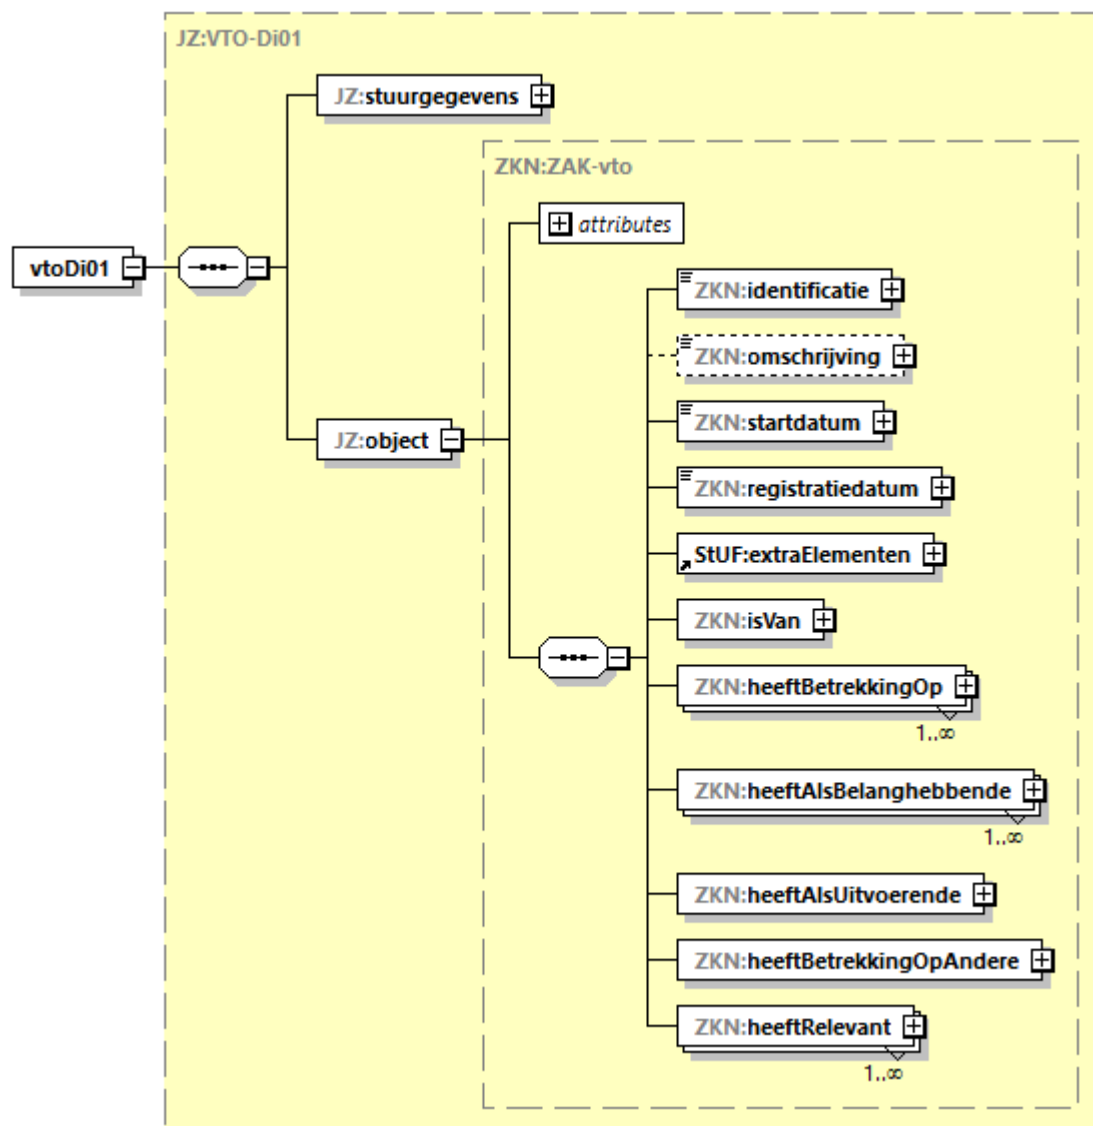 JZ:VTO-Di01
JZ:stuurgegevens
ZKN:ZAK-vto
attributes
vtoDi01
ZKN:identificatie
ZKN:omschrijving
ZKN:startdatum
JZ:object
ZKN:registratiedatum
StUF:extraElementen
ZKN:isVan
ZKN:heeftBetrekkingOp
1..∞
ZKN:heeftAlsBelanghebbende
1..∞
ZKN:heeftAlsUitvoerende
ZKN:heeftBetrekkingOpAndere
ZKN:heeftRelevant
1..∞